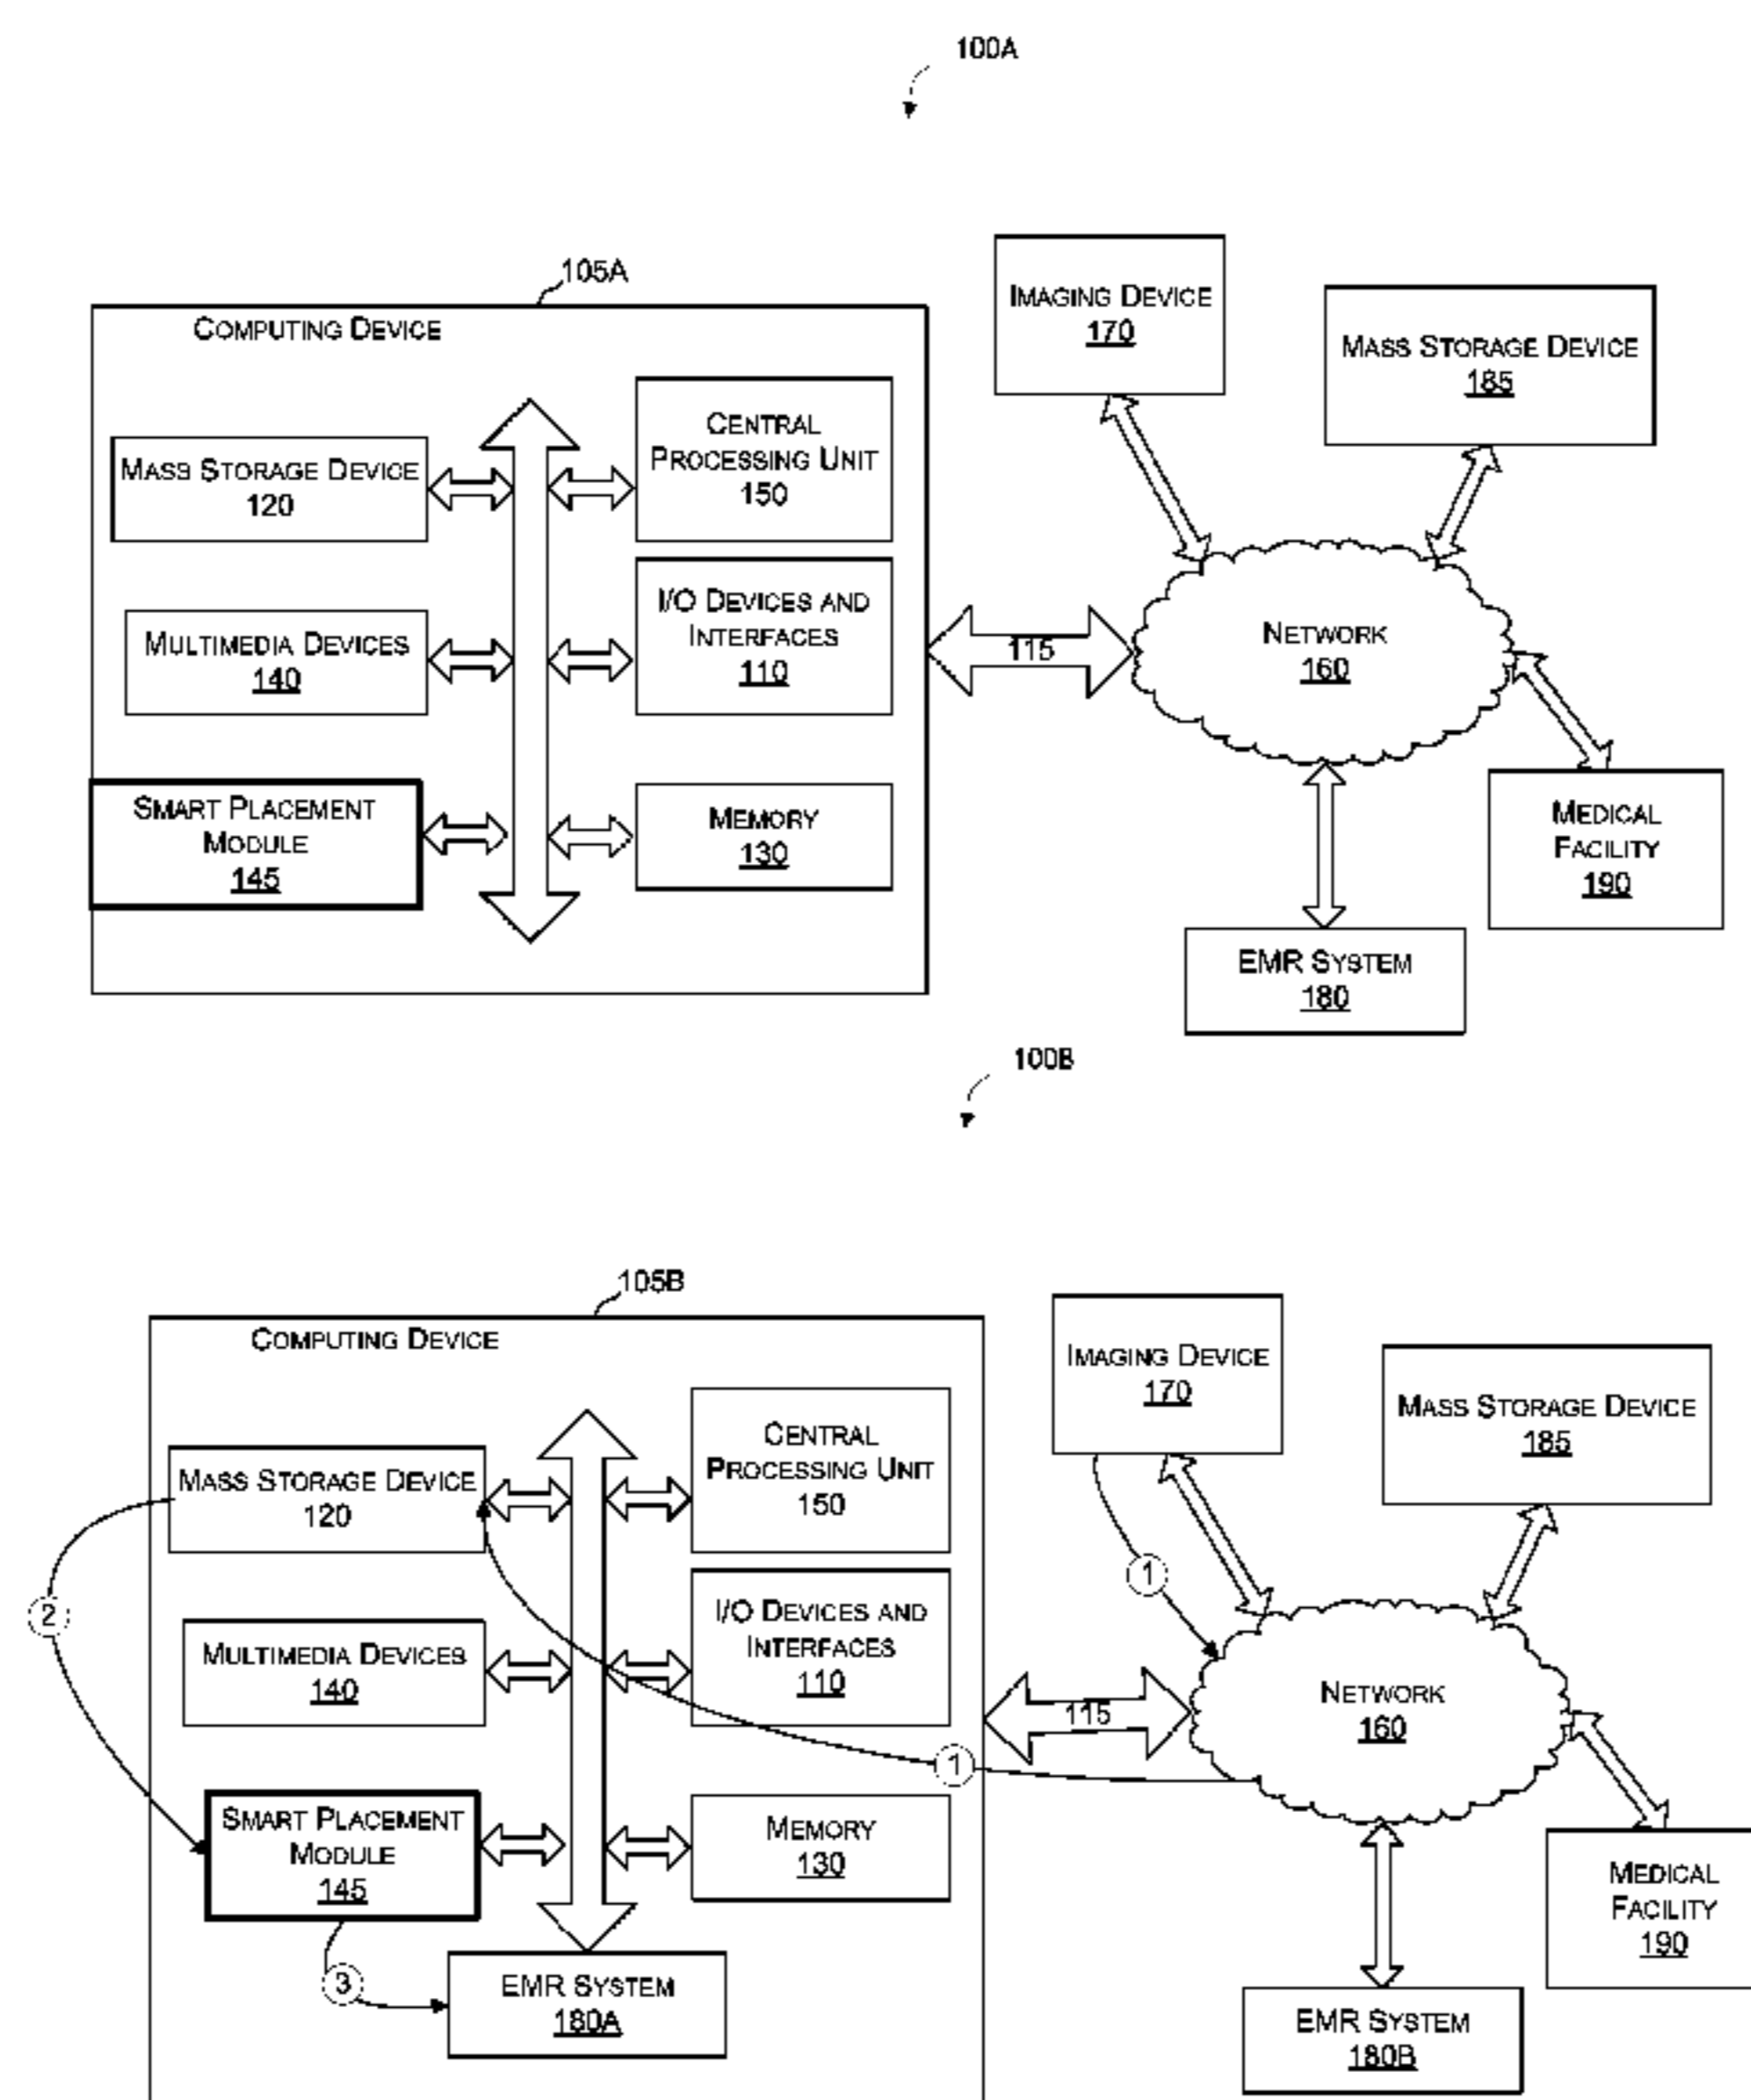 100A
105A
COMPUTING DEVICE
MASS STORAGE DEVICE
120
MULTIMEDIA DEVICES
140
SMART PLACEMENT
MODULE
145
CENTRAL
PROCESSING UNIT
150
I/O DEVICES AND
INTERFACES
110
MEMORY
130
115
IMAGING DEVICE
170
MASS STORAGE DEVICE
185
NETWORK
160
MEDICAL
FACILITY
190
EMR SYSTEM
180
100B
105B
COMPUTING DEVICE
MASS STORAGE DEVICE
120
2
MULTIMEDIA DEVICES
140
SMART PLACEMENT
MODULE
145
3
EMR SYSTEM
180A
CENTRAL
PROCESSING UNIT
150
I/O DEVICES AND
INTERFACES
110
MEMORY
130
1
115
IMAGING DEVICE
170
1
MASS STORAGE DEVICE
185
NETWORK
160
MEDICAL
FACILITY
190
EMR SYSTEM
180B